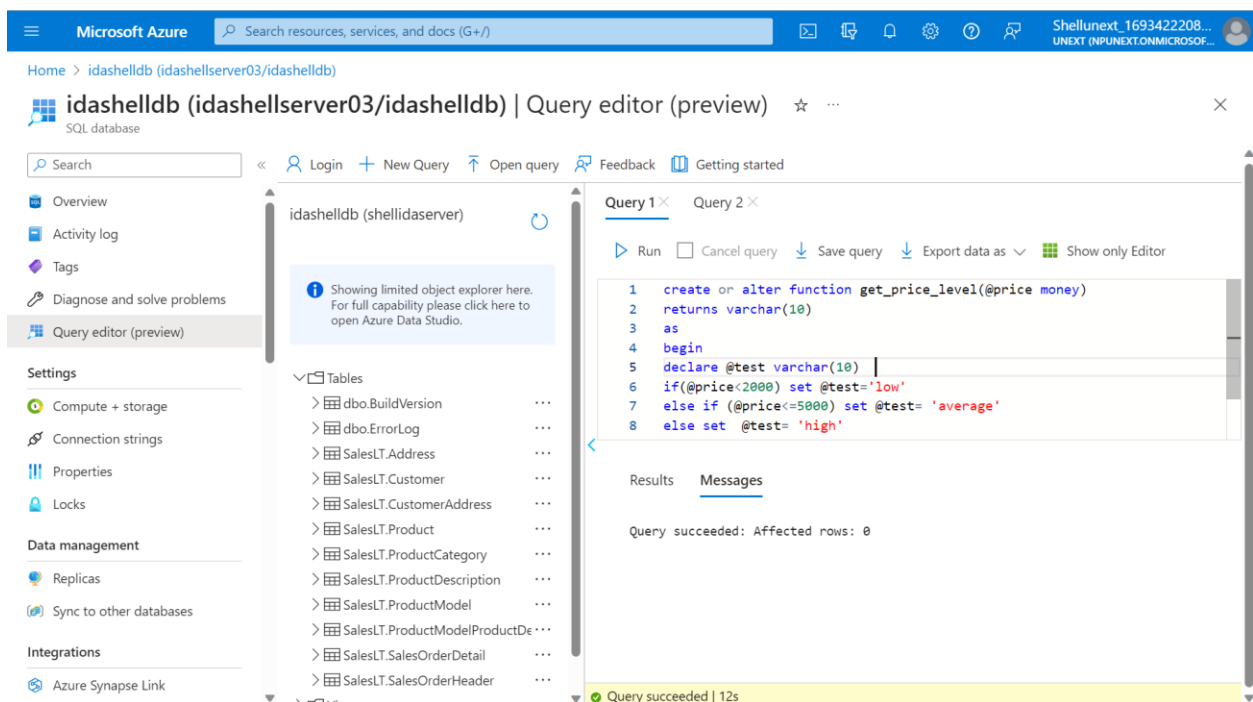 Microsoft Azure
Search resources, services, and docs (G+/)
Shellunext_1693422208...
UNEXT (NPUNEXT.ONMICROSOF...
Home > idashelldb (idashellserver03/idashelldb)
idashelldb (idashellserver03/idashelldb) | Query editor (preview)
SQL database
Search
Overview
Activity log
Tags
Diagnose and solve problems
Query editor (preview)
Settings
Compute + storage
Connection strings
Properties
Locks
Data management
Replicas
Sync to other databases
Integrations
Azure Synapse Link
Login
New Query
Open query
Feedback
Getting started
idashelldb (shellidaserver)
Showing limited object explorer here.
For full capability please click here to
open Azure Data Studio.
Tables
dbo.BuildVersion
dbo.ErrorLog
SalesLT.Address
SalesLT.Customer
SalesLT.CustomerAddress
SalesLT.Product
SalesLT.ProductCategory
SalesLT.ProductDescription
SalesLT.ProductModel
SalesLT.ProductModelProductDe...
SalesLT.SalesOrderDetail
SalesLT.SalesOrderHeader
Query 1
Query 2
Run
Cancel query
Save query
Export data as
Show only Editor
1 create or alter function get_price_level(@price money)
2 returns varchar(10)
3 as
4 begin
5 declare @test varchar(10)
6 if(@price<2000) set @test='low'
7 else if (@price<=5000) set @test= 'average'
8 else set @test= 'high'
Results
Messages
Query succeeded: Affected rows: 0
Query succeeded | 12s